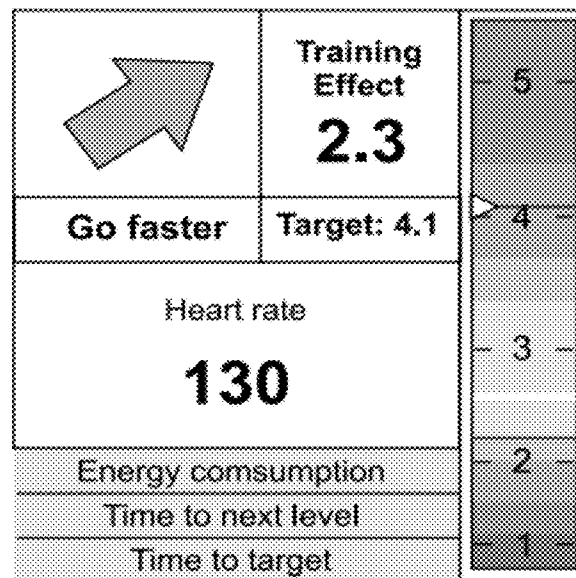 Training
Effect
2.3
Go faster
Target: 4.1
Heart rate
130
Energy comsumption
Time to next level
Time to target
5
4
3
2
1